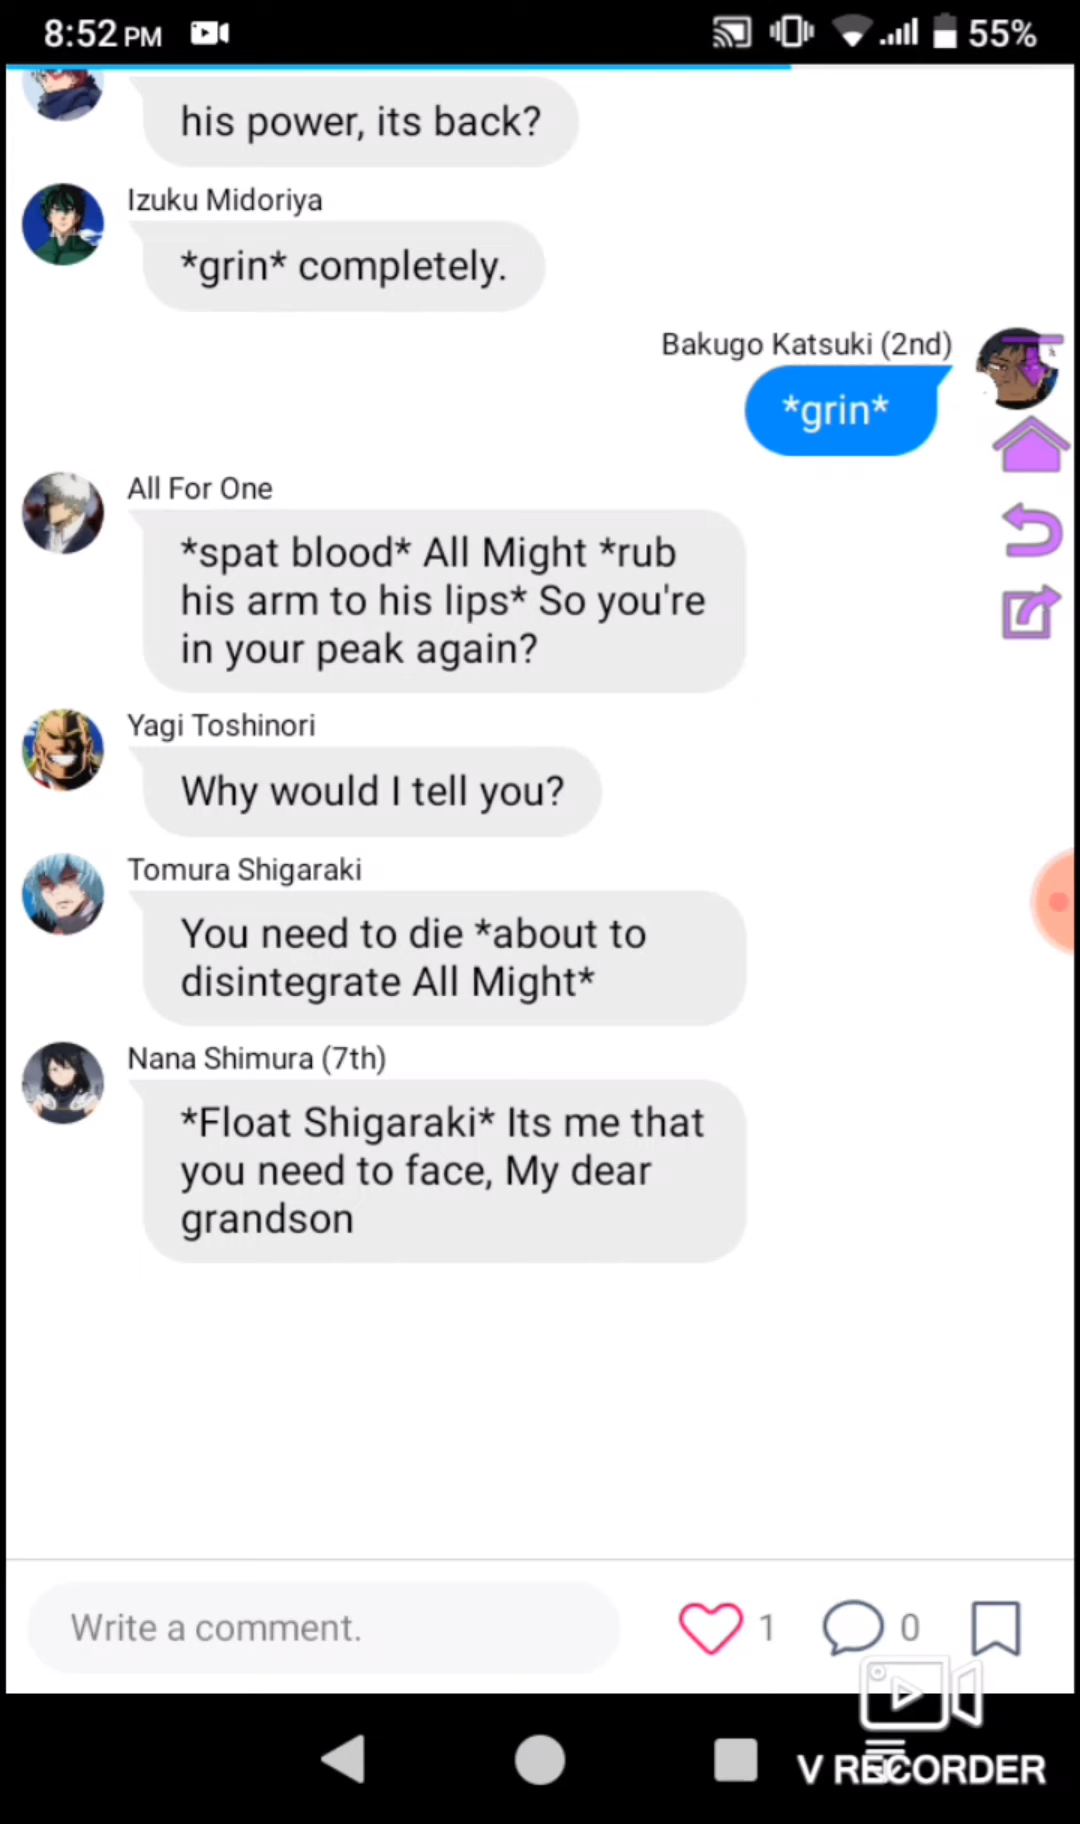 8:52 PM
55%
his power, its back?
Izuku Midoriya
*grin* completely.
Bakugo Katsuki (2nd)
*grin*
All For One
*spat blood* All Might *rub
his arm to his lips* So you're
in your peak again?
Yagi Toshinori
Why would I tell you?
Tomura Shigaraki
You need to die *about to
disintegrate All Might*
Nana Shimura (7th)
*Float Shigaraki* Its me that
you need to face, My dear
grandson
Write a comment.
1
0
V RECORDER